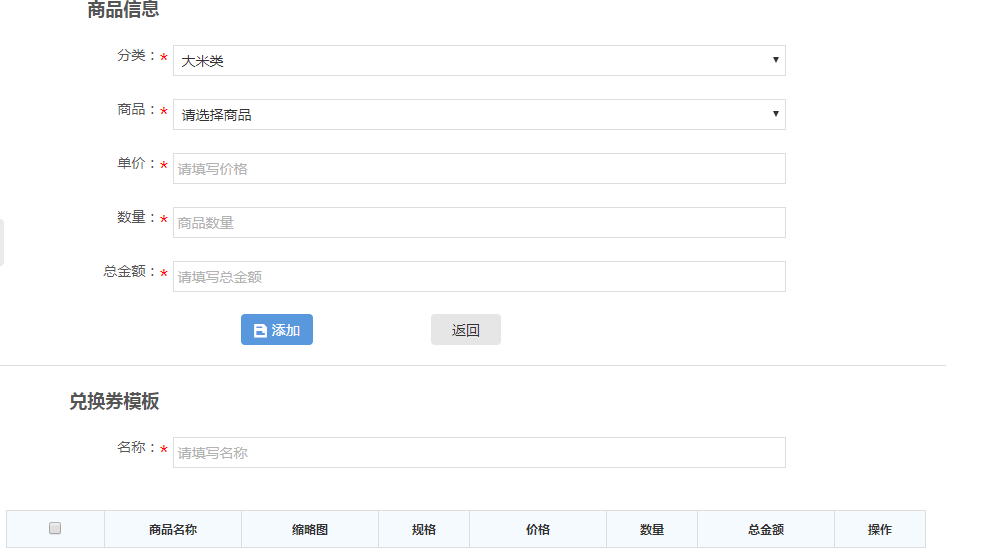 商品信息
分类：* 大米类
商品：* 请选择商品
单价：* 请填写价格
数量：* 商品数量
总金额：* 请填写总金额
添加 返回
兑换券模板
名称：* 请填写名称
商品名称 缩略图 规格 价格 数量 总金额 操作